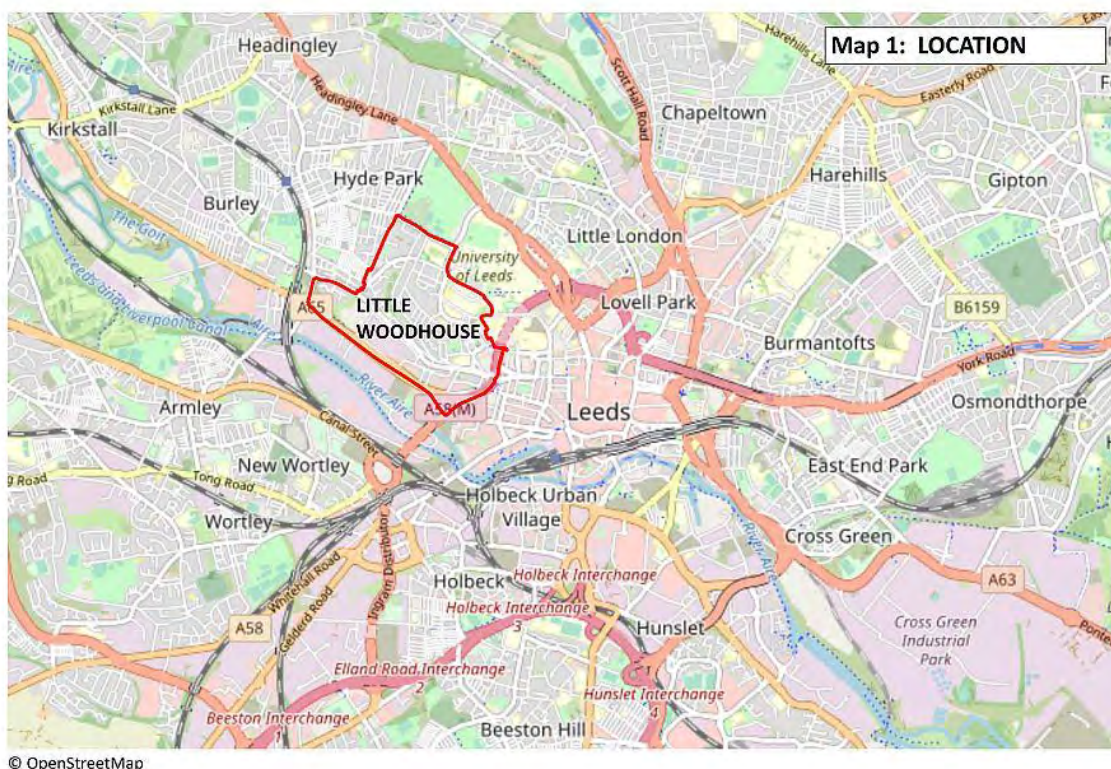 Map 1: LOCATION
Headingley
Harehills Lane
Scott Hall Road
Easterly Road
Headingley Lane
Chapeltown
Kirkstall Lane
Kirkstall
Hyde Park
Harehills
Gipton
Burley
The Goit
Little London
University
of Leeds
Leeds and Liverpool Canal
Aire
LITTLE
WOODHOUSE
A65
Lovell Park
B6159
River Aire
Burmantofts
York Road
Armley
A58(M)
Leeds
Osmondthorpe
Canal Street
New Wortley
East End Park
Tong Road
Holbeck Urban
Village
Wortley
Cross Green
River Aire
Ingram Distributor
Whitehall Road
Holbeck
Holbeck Interchange
A63
Holbeck Interchange
3
Gelderd Road
A58
Hunslet
Cross Green
Industrial
Park
Elland Road Interchange
2
Hunslet Interchange
4
Beeston Interchange
1
Beeston Hill
© OpenStreetMap